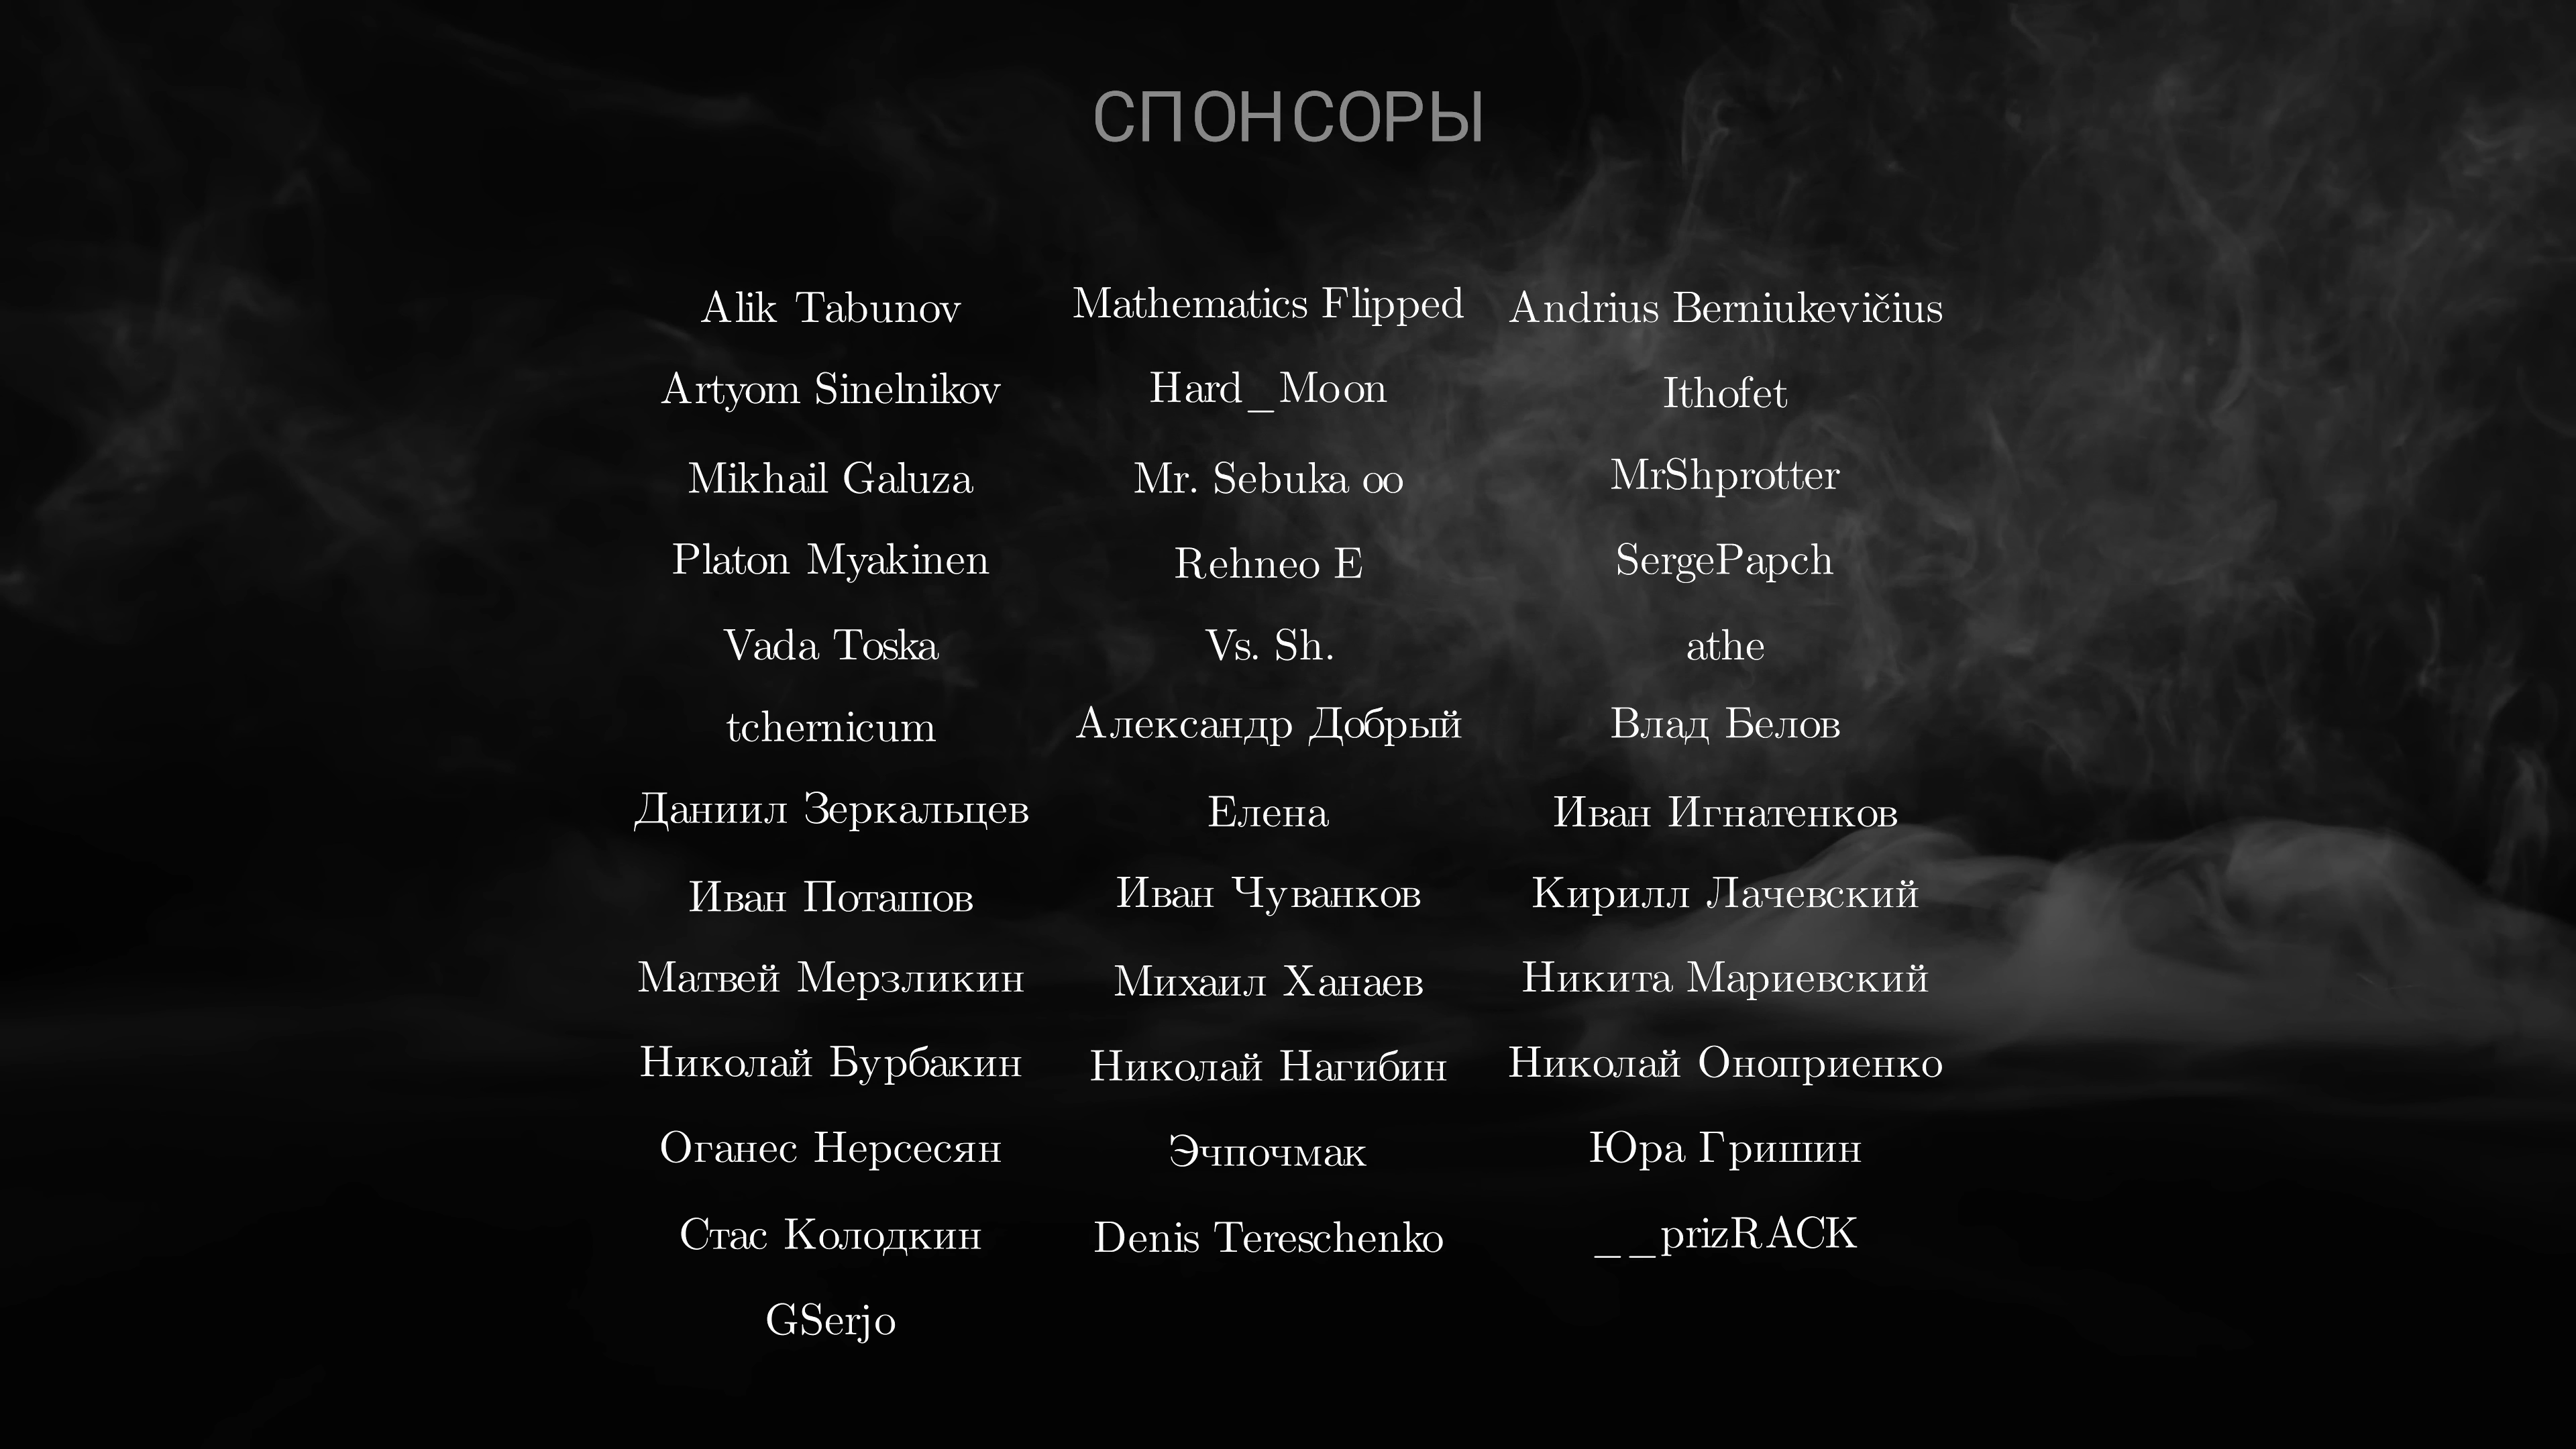 СПОНСОРЫ
Alik Tabunov Mathematics Flipped Andrius Berniukevičius
Artyom Sinelnikov Hard_Moon Ithofet
Mikhail Galuza Mr. Sebuka oo MrShprotter
Platon Myakinen Rehneo E SergePapch
Vada Toska Vs. Sh. athe
tchernicum Александр Добрый Влад Белов
Даниил Зеркальцев Елена Иван Игнатенков
Иван Поташов Иван Чуванков Кирилл Лачевский
Матвей Мерзликин Михаил Ханаев Никита Мариевский
Николай Бурбакин Николай Нагибин Николай Оноприенко
Оганес Нерсесян Эчпочмак Юра Гришин
Стас Колодкин Denis Tereschenko __prizRACK
GSerjo